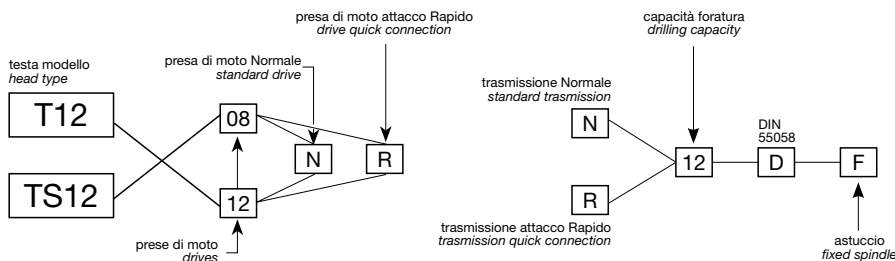 presa di moto attacco Rapido
drive quick connection
capacità foratura
drilling capacity
testa modello
head type
presa di moto Normale
standard drive
trasmissione Normale
standard trasmission
T12
08
N
R
TS12
12
prese di moto
drives
N
12
DIN
55058
D
F
R
trasmissione attacco Rapido
trasmission quick connection
astuccio
fixed spindle